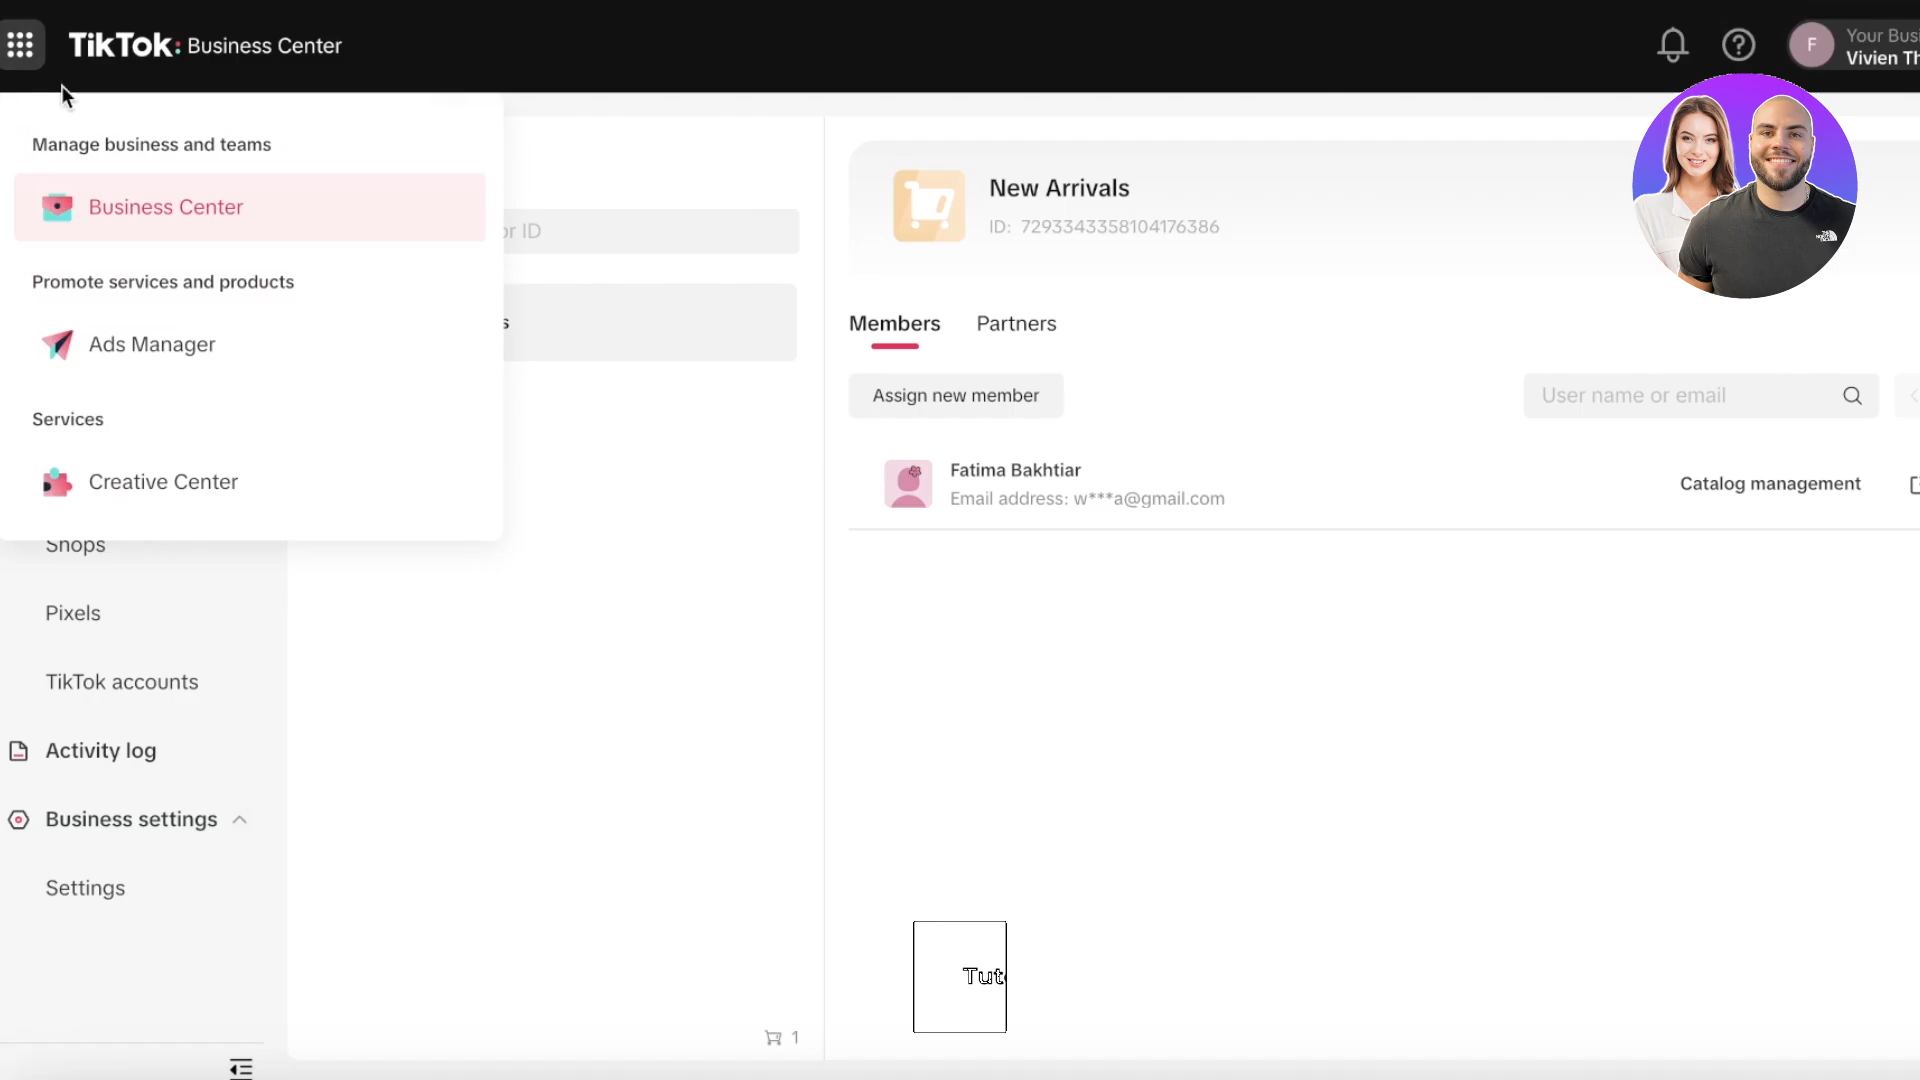 TikTok: Business Center
Your Busi
Vivien Th
F
Manage business and teams
Business Center
Promote services and products
Ads Manager
Services
Creative Center
Shops
Pixels
TikTok accounts
Activity log
Business settings
Settings
or ID
s
1
New Arrivals
ID: 7293343358104176386
Members Partners
Assign new member
User name or email
Fatima Bakhtiar
Email address: w***a@gmail.com
Catalog management
Tut